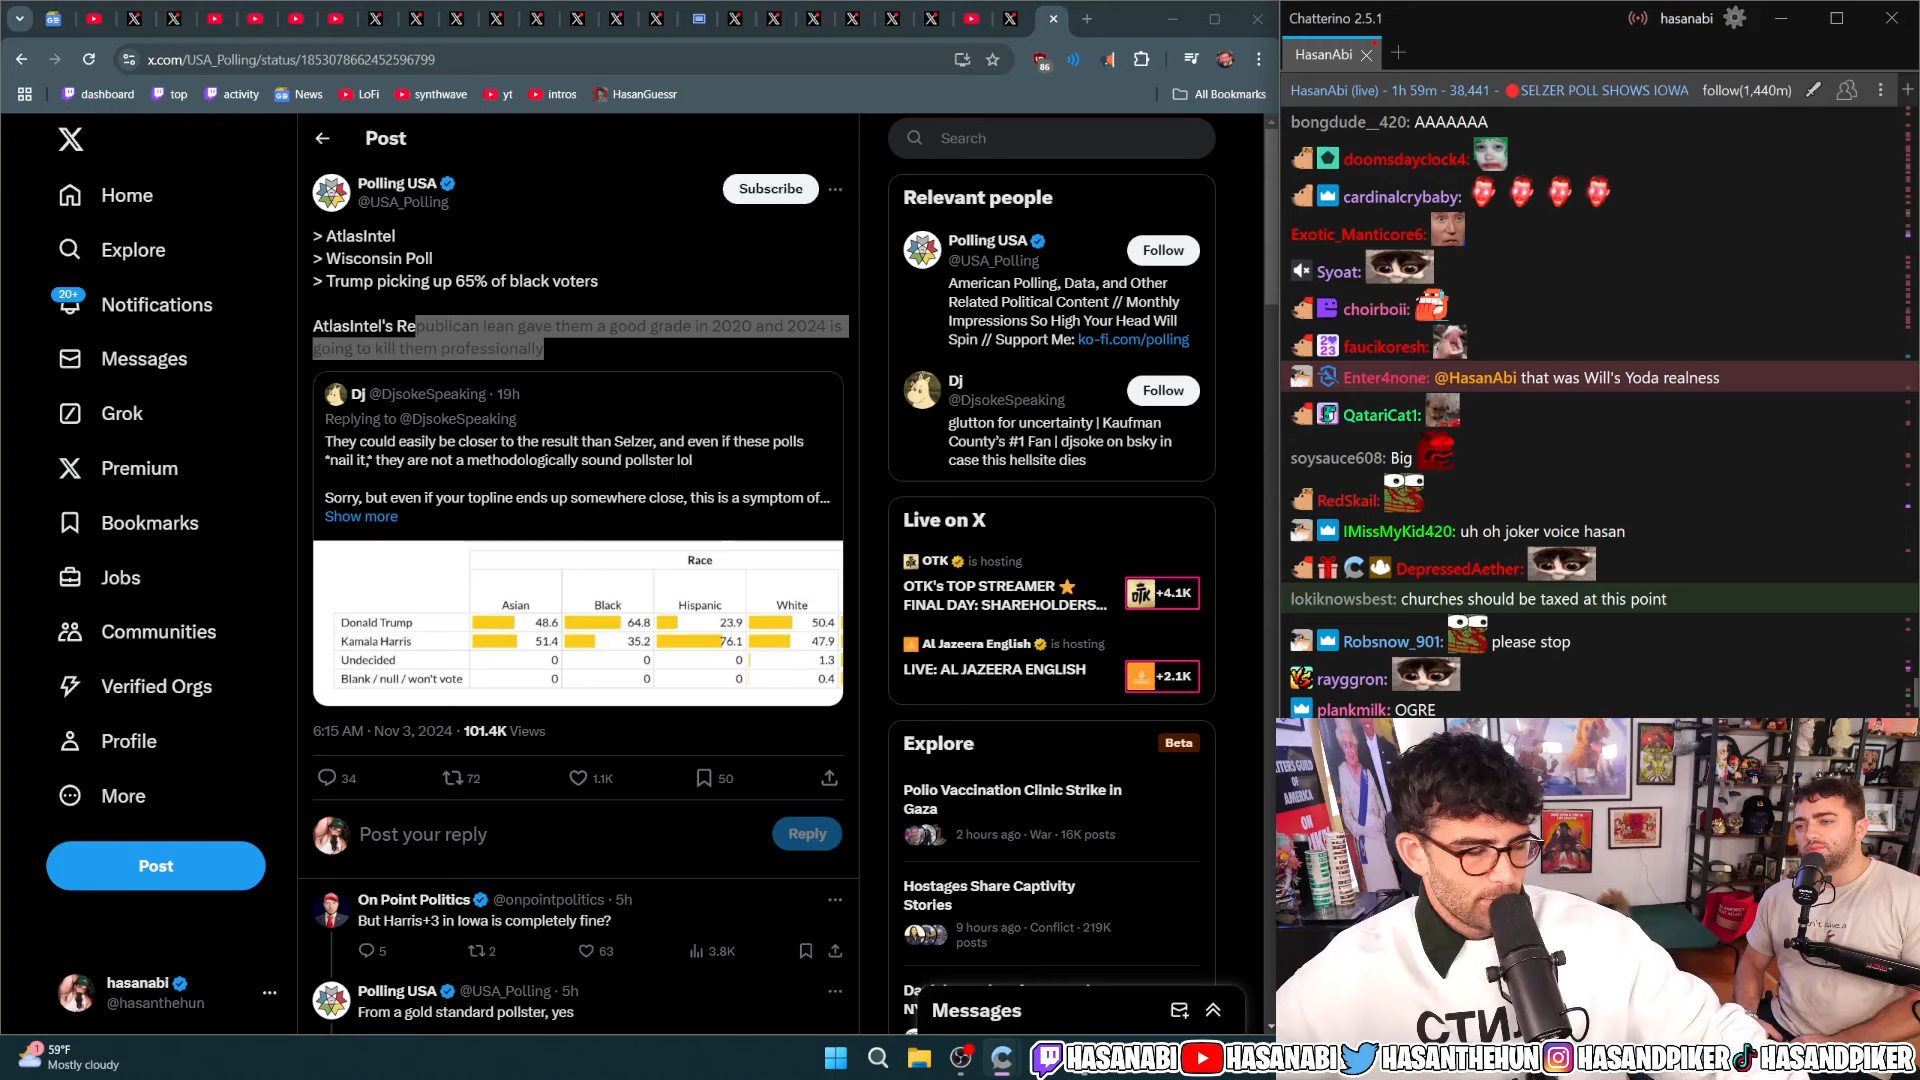 x.com/USA_Polling/status/1853078662452596799
86
dashboard
top
activity
News
LoFi
synthwave
yt
intros
HasanGuessr
All Bookmarks
Home
Explore
20+
Notifications
Messages
Grok
Premium
Bookmarks
Jobs
Communities
Verified Orgs
Profile
More
Post
hasanabi
@hasanthehun
Post
Polling USA
@USA_Polling
Subscribe
> AtlasIntel
> Wisconsin Poll
> Trump picking up 65% of black voters
AtlasIntel's Republican lean gave them a good grade in 2020 and 2024 is
going to kill them professionally
Dj @DjsokeSpeaking · 19h
Replying to @DjsokeSpeaking
They could easily be closer to the result than Selzer, and even if these polls
*nail it,* they are not a methodologically sound pollster lol
Sorry, but even if your topline ends up somewhere close, this is a symptom of...
Show more
Race
Asian Black Hispanic White
Donald Trump 48.6 64.8 23.9 50.4
Kamala Harris 51.4 35.2 76.1 47.9
Undecided 0 0 0 1.3
Blank / null / won't vote 0 0 0 0.4
6:15 AM · Nov 3, 2024 · 101.4K Views
34 72 1.1K 50
Post your reply
Reply
On Point Politics @onpointpolitics · 5h
But Harris+3 in Iowa is completely fine?
5 2 63 3.8K
Polling USA @USA_Polling · 5h
From a gold standard pollster, yes
Search
Relevant people
Polling USA
@USA_Polling
Follow
American Polling, Data, and Other
Related Political Content // Monthly
Impressions So High Your Head Will
Spin // Support Me: ko-fi.com/polling
Dj
@DjsokeSpeaking
Follow
glutton for uncertainty | Kaufman
County's #1 Fan | djsoke on bsky in
case this hellsite dies
Live on X
OTK is hosting
OTK's TOP STREAMER
FINAL DAY: SHAREHOLDERS...
OTK
+4.1K
Al Jazeera English is hosting
LIVE: AL JAZEERA ENGLISH
+2.1K
Explore
Beta
Polio Vaccination Clinic Strike in
Gaza
2 hours ago · War · 16K posts
Hostages Share Captivity
Stories
9 hours ago · Conflict · 219K
posts
Messages
Chatterino 2.5.1
hasanabi
HasanAbi
HasanAbi (live) - 1h 59m - 38,441 - SELZER POLL SHOWS IOWA
follow(1,440m)
bongdude__420: AAAAAAA
doomsdayclock4:
cardinalcrybaby:
Exotic_Manticore6:
Syoat:
choirboii:
faucikoresh:
Enter4none: @HasanAbi that was Will's Yoda realness
QatariCat1:
soysauce608: Big
RedSkail:
IMissMyKid420: uh oh joker voice hasan
DepressedAether:
lokiknowsbest: churches should be taxed at this point
Robsnow_901: please stop
rayggron:
plankmilk: OGRE
OF
AMERICA
ON
СТИЛ
1
59°F
Mostly cloudy
HASANABI
HASANABI
HASANTHEHUN
HASANDPIKER
HASANDPIKER